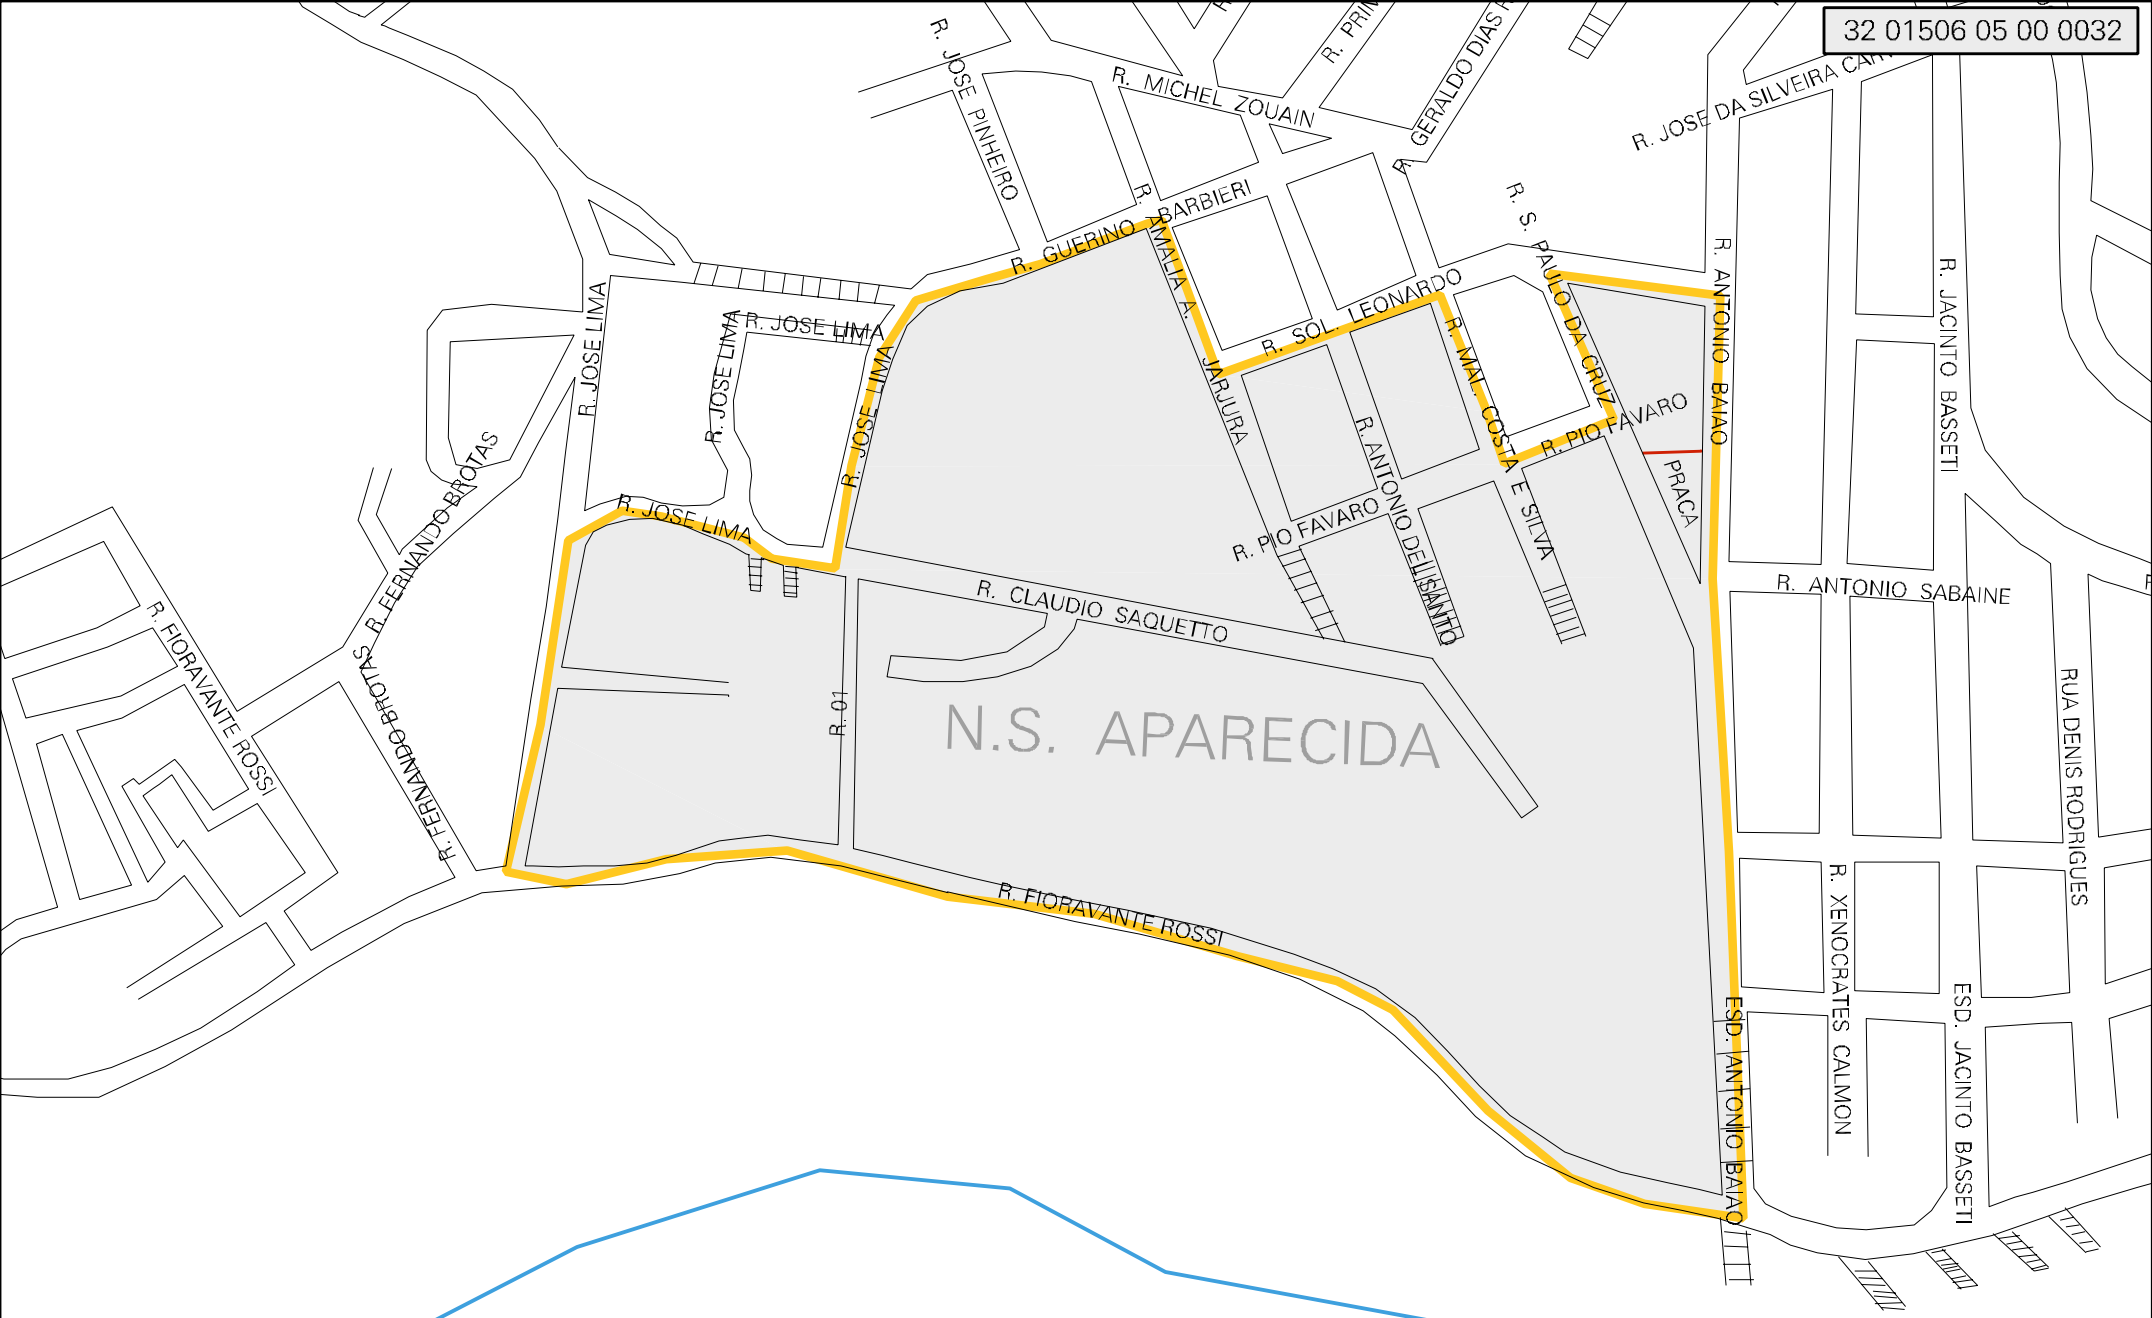 32 01506 05 00 0032
R. JOSE PINHEIRO
R. MICHEL ZOUAIN
R. PRIN
R. GERALDO DIAS
R. JOSE DA SILVEIRA
R. S. PAULO DA CRUZ
R. GUERINO BARBIERI
R. AMALIA A. JARJURA
R. SOL. LEONARDO
R. ANTONIO BAIAO
R. JACINTO BASSETI
R. JOSE LIMA
R. JOSE LIMA
R. JOSE LIMA
R. JOSE LIMA
R. JOSE LIMA
R. MAL. COSTA E SILVA
R. PIO FAVARO
R. PIO FAVARO
R. ANTONIO DELSANTO
PRACA
R. FERNANDO BROTAS
R. FERNANDO BROTAS
R. FIORAVANTE ROSSI
R. CLAUDIO SAQUETTO
R. ANTONIO SABAINE
R. 01
N.S. APARECIDA
RUA DENIS RODRIGUES
R. FIORAVANTE ROSSI
R. XENOCRATES CALMON
ESD. ANTONIO BAIAO
ESD. JACINTO BASSETI